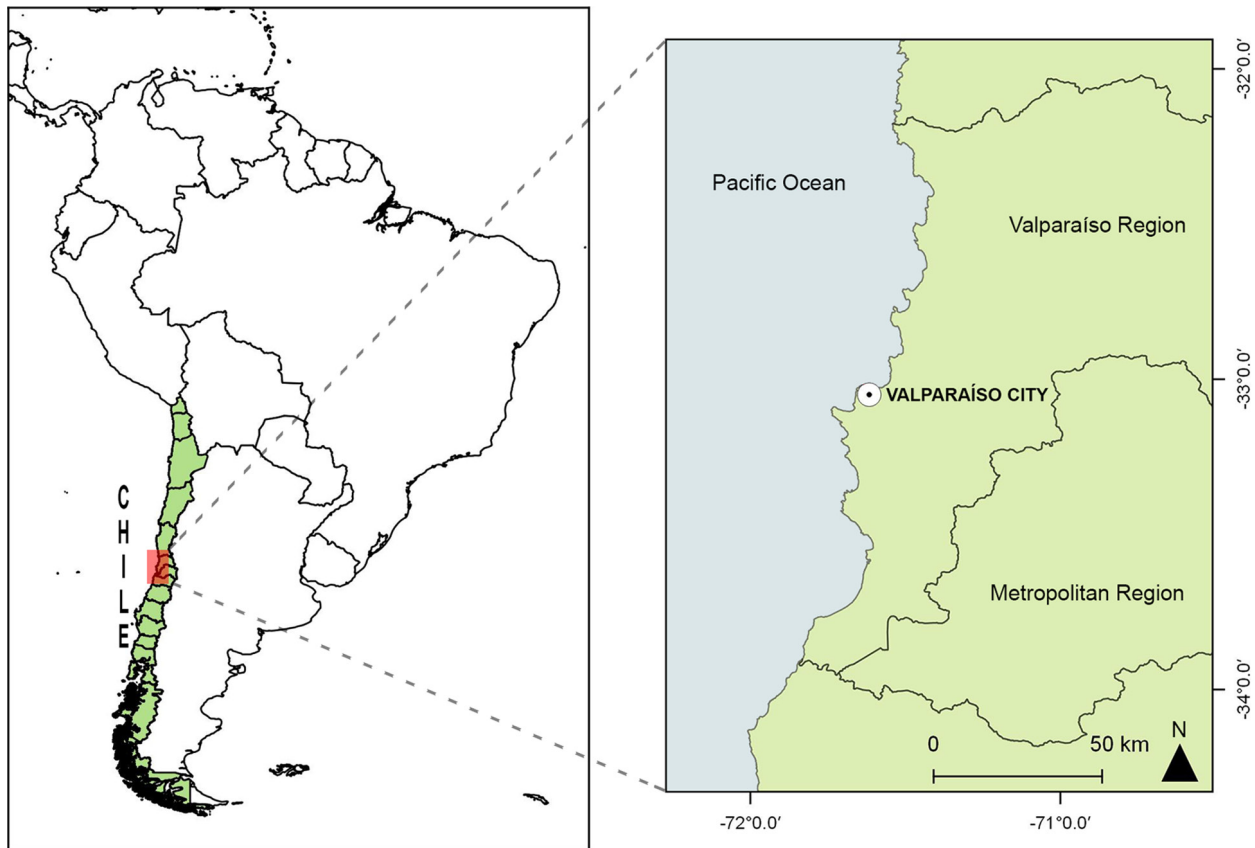 C
H
I
L
E
Pacific Ocean
Valparaíso Region
VALPARAÍSO CITY
Metropolitan Region
0 50 km
N
-32°0.0′
-33°0.0′
-34°0.0′
-72°0.0′ -71°0.0′